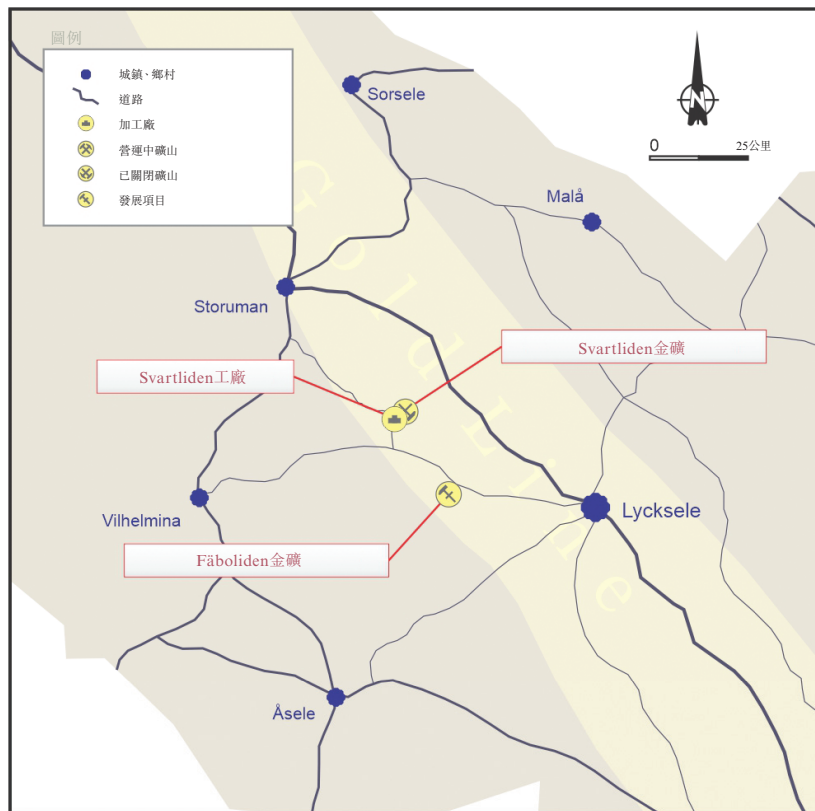 圖例
城鎮、鄉村
道路
加工廠
營運中礦山
已關閉礦山
發展項目
N
0 25公里
Sorsele
Malå
Storuman
Svartliden金礦
Svartliden工廠
Gold Line
Vilhelmina
Lycksele
Fäboliden金礦
Åsele